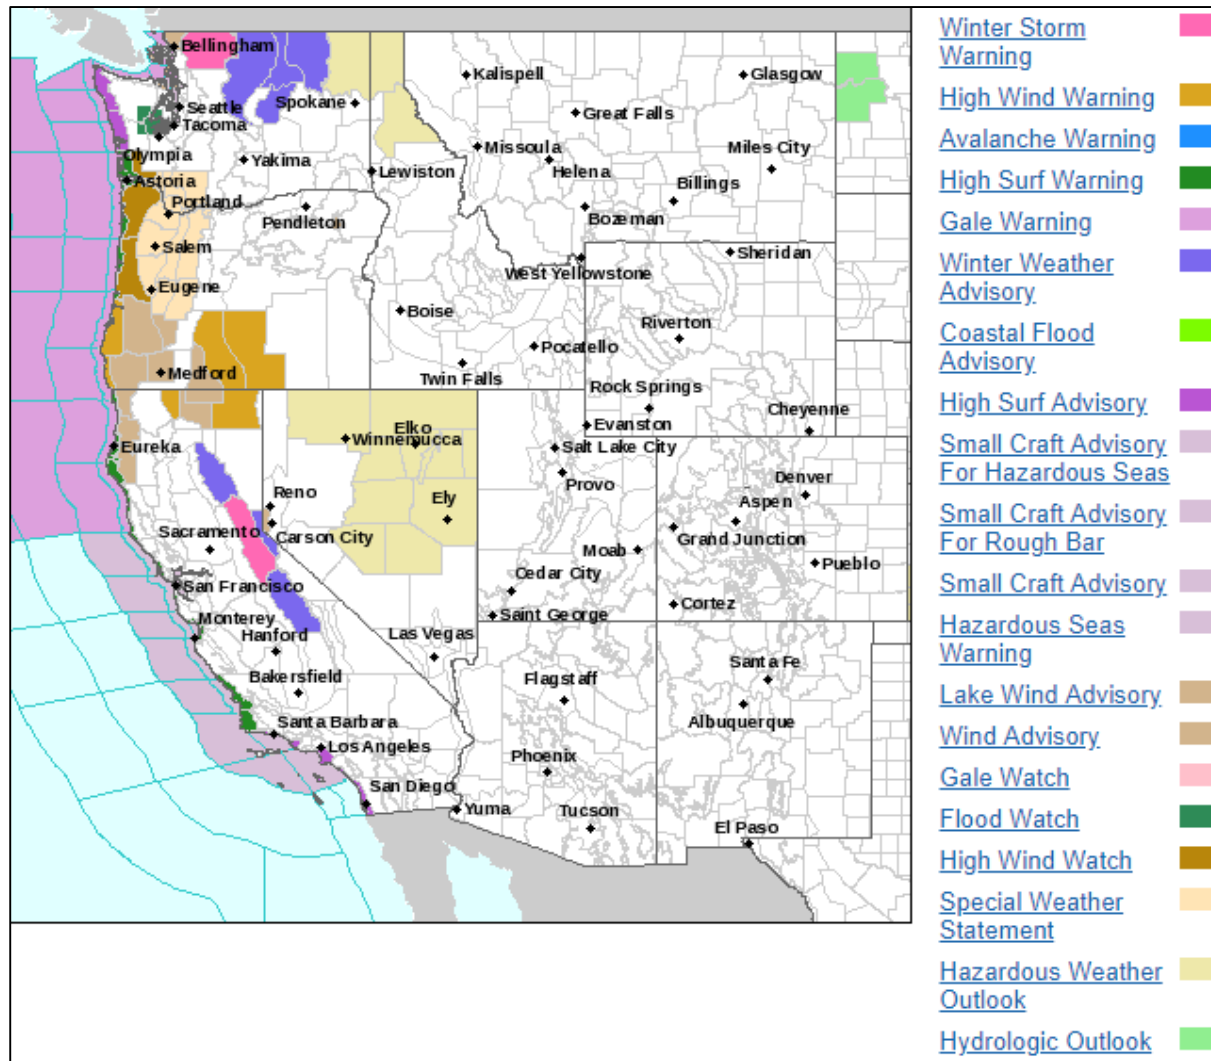 Bellingham
Kalispell
Glasgow
Spokane
Seattle
Great Falls
Tacoma
Olympia
Yakima
Missoula
Miles City
Helena
Lewiston
Astoria
Billings
Portland
Pendleton
Bozeman
Salem
Sheridan
West Yellowstone
Eugene
Boise
Riverton
Pocatello
Medford
Twin Falls
Rock Springs
Cheyenne
Evanston
Elko
Winnemucca
Eureka
Salt Lake City
Provo
Denver
Reno
Ely
Aspen
Sacramento
Carson City
Grand Junction
Moab
Pueblo
Cedar City
San Francisco
Cortez
Saint George
Monterey
Hanford
Las Vegas
Santa Fe
Bakersfield
Flagstaff
Albuquerque
Santa Barbara
Los Angeles
Phoenix
San Diego
Yuma
Tucson
El Paso
Winter Storm
Warning
High Wind Warning
Avalanche Warning
High Surf Warning
Gale Warning
Winter Weather
Advisory
Coastal Flood
Advisory
High Surf Advisory
Small Craft Advisory
For Hazardous Seas
Small Craft Advisory
For Rough Bar
Small Craft Advisory
Hazardous Seas
Warning
Lake Wind Advisory
Wind Advisory
Gale Watch
Flood Watch
High Wind Watch
Special Weather
Statement
Hazardous Weather
Outlook
Hydrologic Outlook